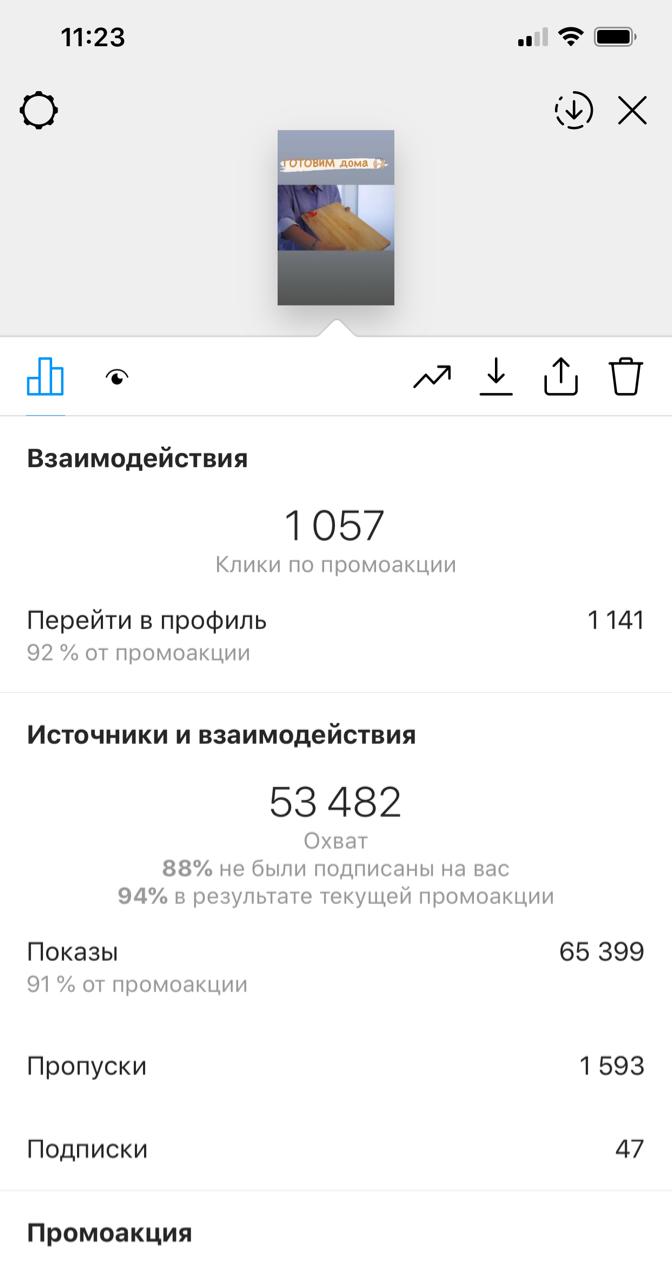 11:23
ГОТОВИМ дома
Взаимодействия
1 057
Клики по промоакции
Перейти в профиль 1 141
92 % от промоакции
Источники и взаимодействия
53 482
Охват
88% не были подписаны на вас
94% в результате текущей промоакции
Показы 65 399
91 % от промоакции
Пропуски 1 593
Подписки 47
Промоакция